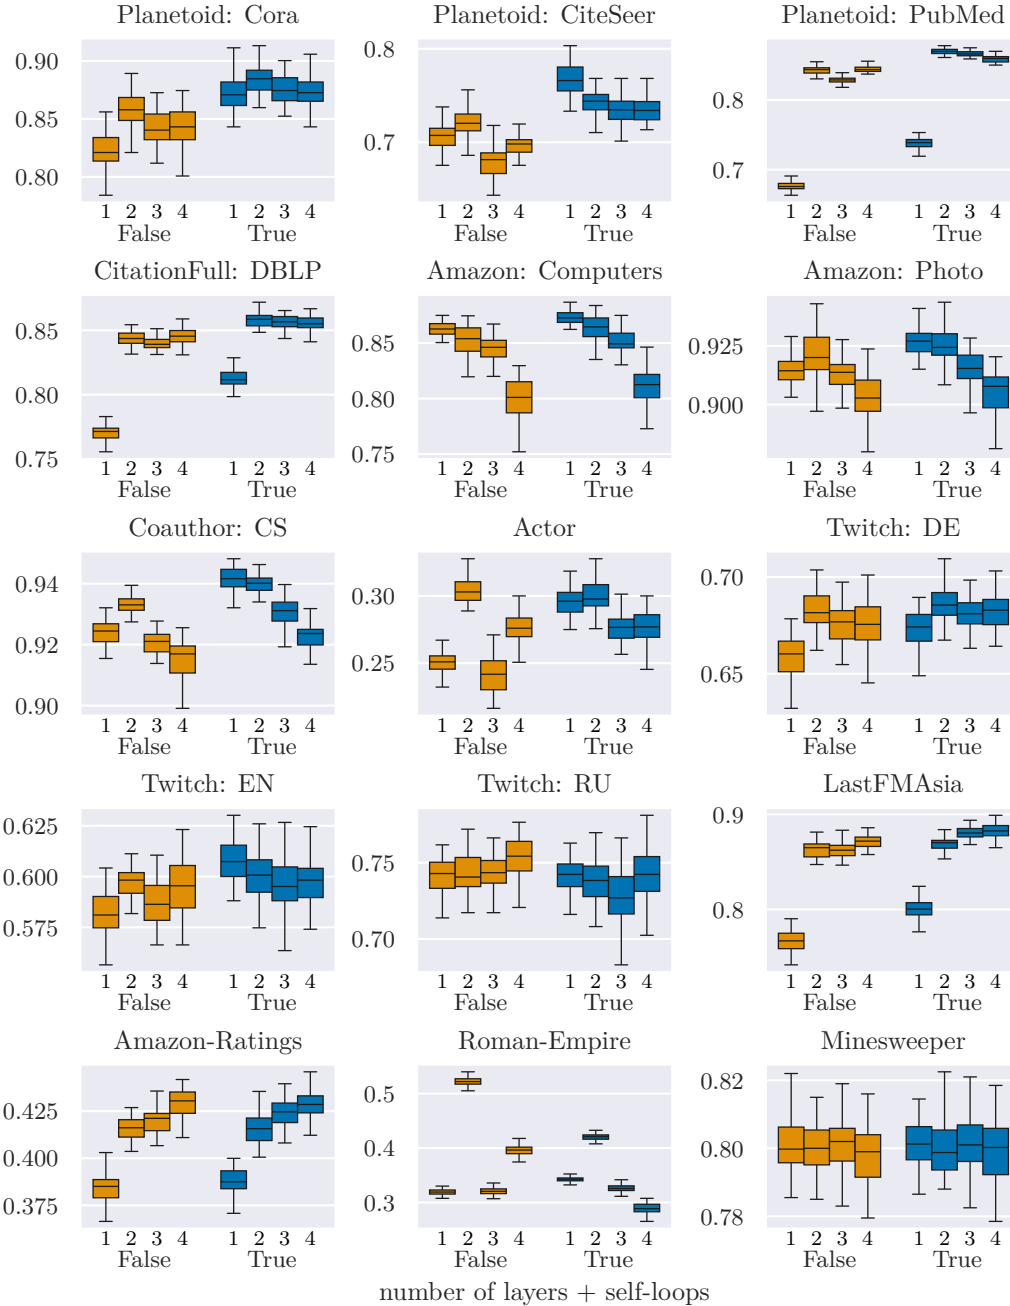 Planetoid: Cora Planetoid: CiteSeer Planetoid: PubMed
0.90
0.85
0.80
0.8
0.7
0.8
0.7
1 2 3 4 1 2 3 4 1 2 3 4 1 2 3 4 1 2 3 4 1 2 3 4
False True False True False True
CitationFull: DBLP Amazon: Computers Amazon: Photo
0.85
0.80
0.75
0.85
0.80
0.75
0.925
0.900
1 2 3 4 1 2 3 4 1 2 3 4 1 2 3 4 1 2 3 4 1 2 3 4
False True False True False True
Coauthor: CS Actor Twitch: DE
0.94
0.92
0.90
0.30
0.25
0.70
0.65
1 2 3 4 1 2 3 4 1 2 3 4 1 2 3 4 1 2 3 4 1 2 3 4
False True False True False True
Twitch: EN Twitch: RU LastFMAsia
0.625
0.600
0.575
0.75
0.70
0.9
0.8
1 2 3 4 1 2 3 4 1 2 3 4 1 2 3 4 1 2 3 4 1 2 3 4
False True False True False True
Amazon-Ratings Roman-Empire Minesweeper
0.425
0.400
0.375
0.5
0.4
0.3
0.82
0.80
0.78
1 2 3 4 1 2 3 4 1 2 3 4 1 2 3 4 1 2 3 4 1 2 3 4
False True False True False True
number of layers + self-loops